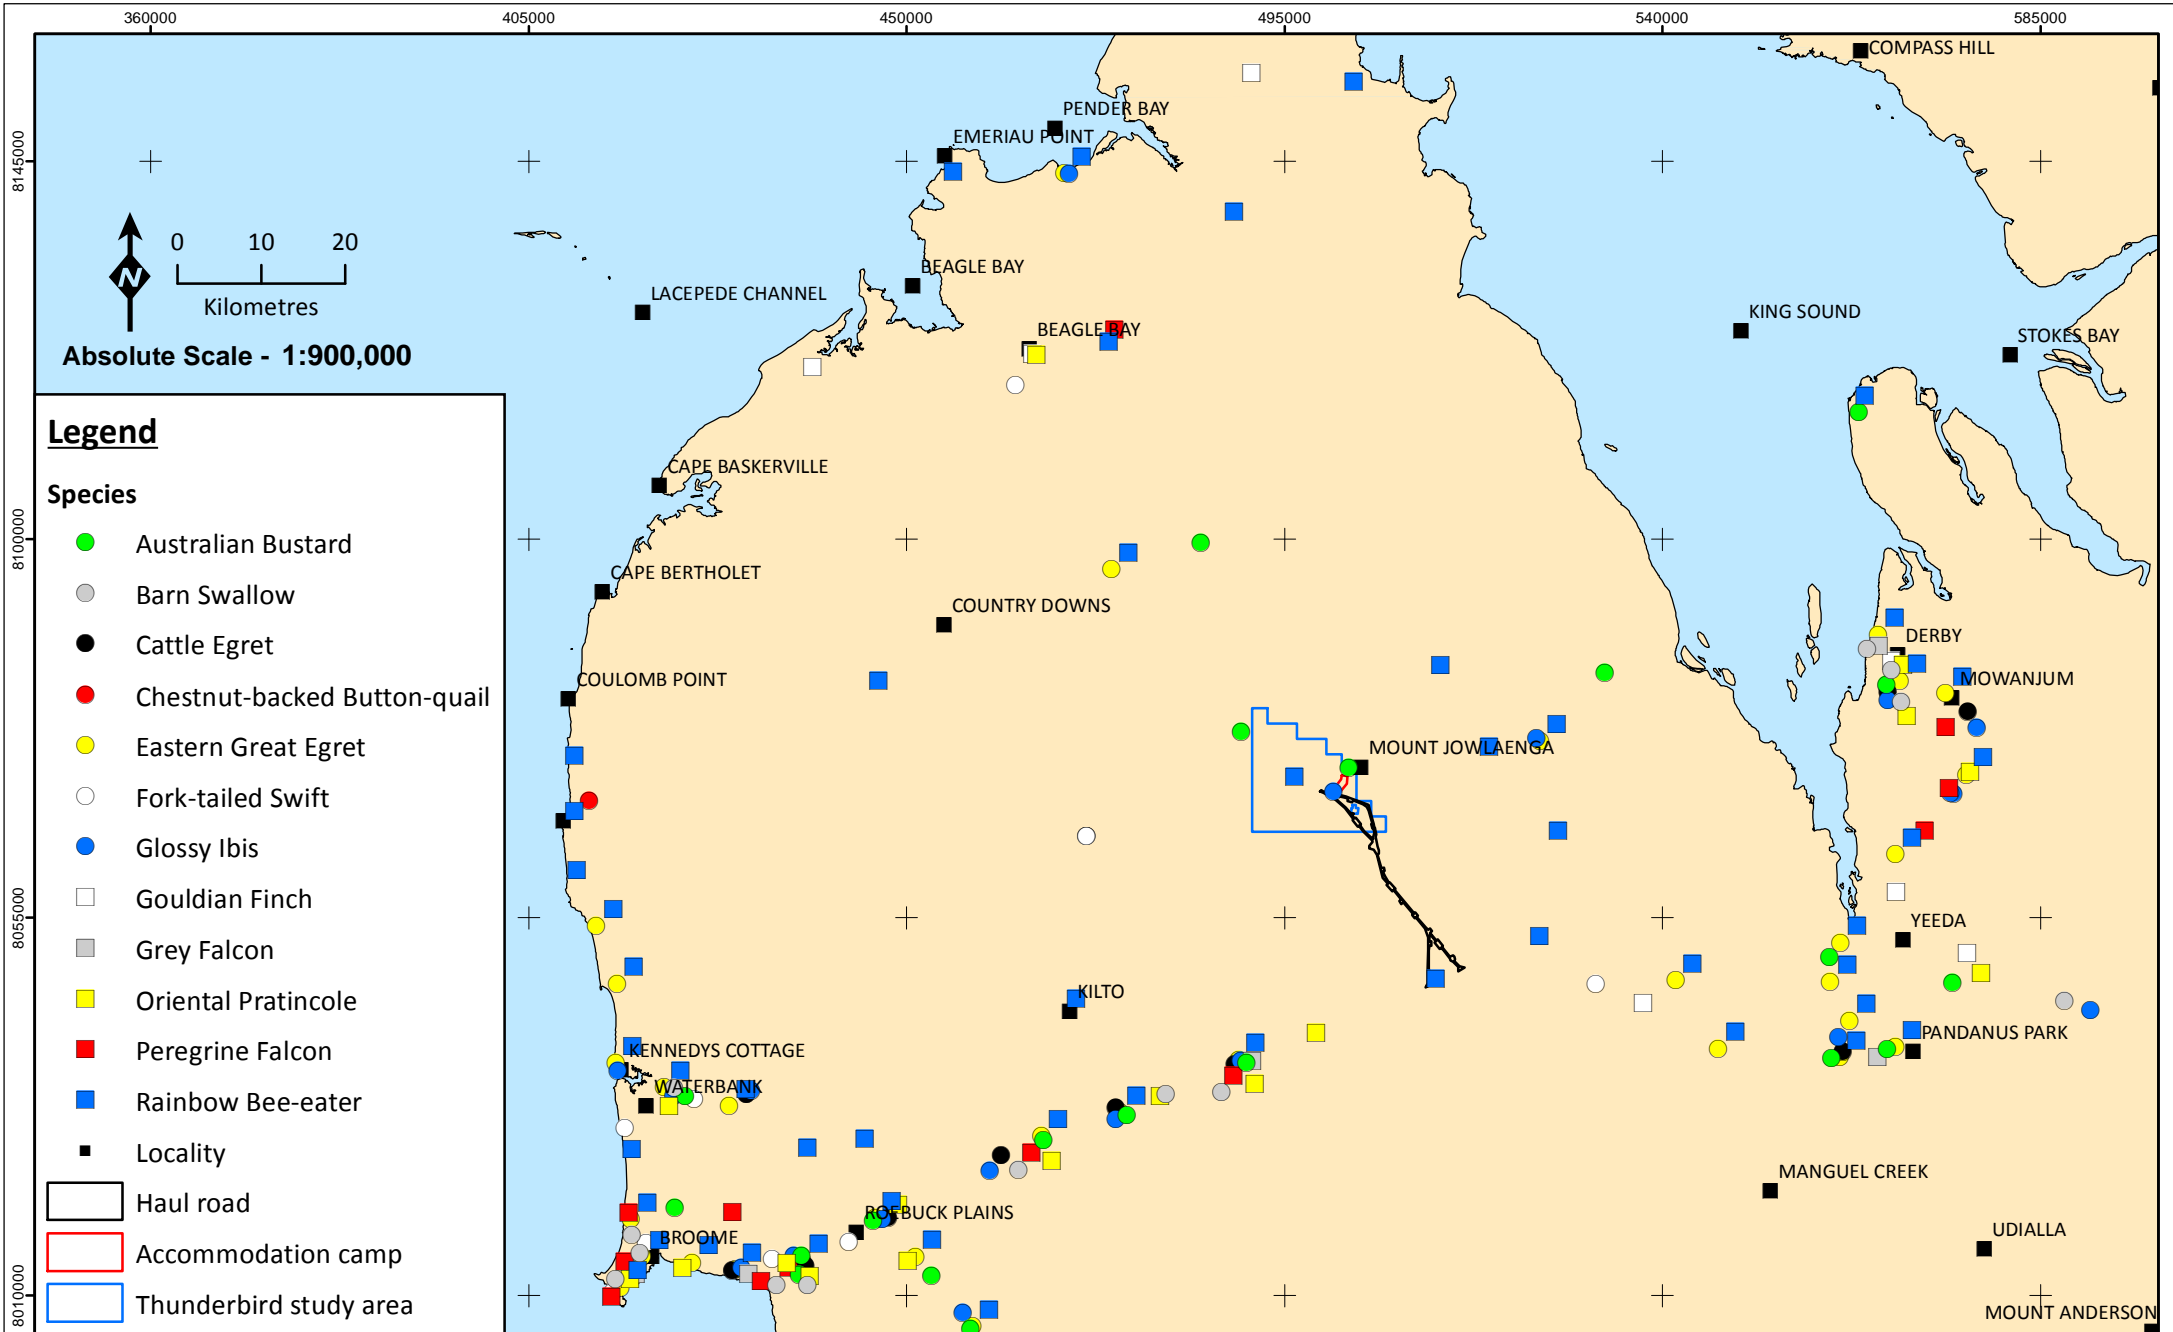 360000
405000
450000
495000
540000
585000
COMPASS HILL
PENDER BAY
EMERIAU POINT
8145000
N
0 10 20
Kilometres
Absolute Scale - 1:900,000
BEAGLE BAY
LACEPEDE CHANNEL
KING SOUND
BEAGLE BAY
STOKES BAY
Legend
Species
Australian Bustard
Barn Swallow
Cattle Egret
Chestnut-backed Button-quail
Eastern Great Egret
Fork-tailed Swift
Glossy Ibis
Gouldian Finch
Grey Falcon
Oriental Pratincole
Peregrine Falcon
Rainbow Bee-eater
Locality
Haul road
Accommodation camp
Thunderbird study area
CAPE BASKERVILLE
8100000
CAPE BERTHOLET
COUNTRY DOWNS
DERBY
COULOMB POINT
MOWANJUM
MOUNT JOWLAENGA
8055000
YEEDA
KILTO
PANDANUS PARK
KENNEDYS COTTAGE
WATERBANK
MANGUEL CREEK
ROEBUCK PLAINS
UDIALLA
BROOME
8010000
MOUNT ANDERSON